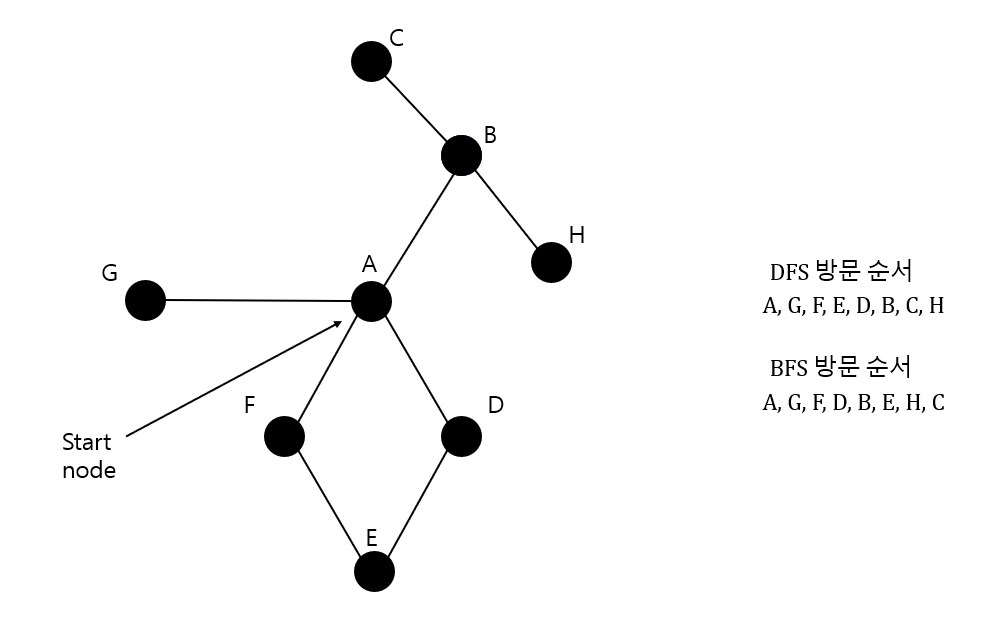 C
B
H
A
G
F
D
Start
node
E
DFS 방문 순서
A, G, F, E, D, B, C, H
BFS 방문 순서
A, G, F, D, B, E, H, C